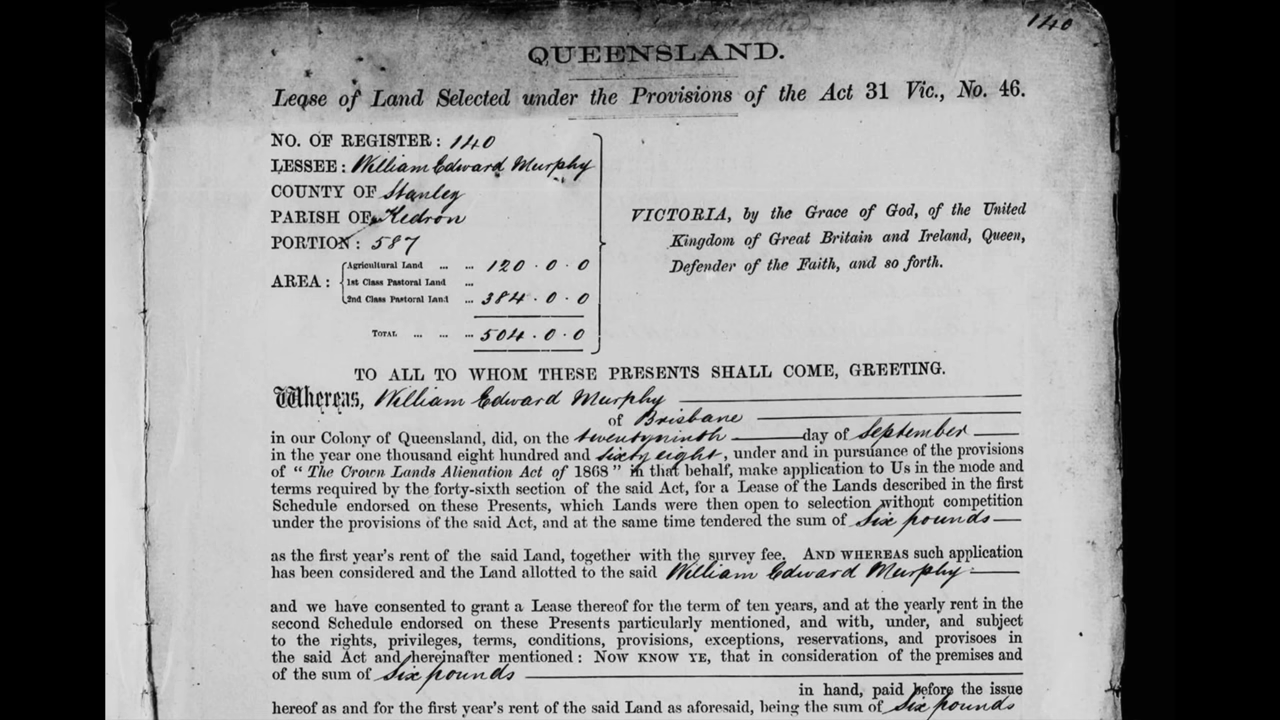 140
QUEENSLAND.
Lease of Land Selected under the Provisions of the Act 31 Vic., No. 46.
NO. OF REGISTER: 140
LESSEE: William Edward Murphy
COUNTY OF Stanley
PARISH OF Kedron
PORTION: 587
AREA:
Agricultural Land ... ... 120 . 0 . 0
1st Class Pastoral Land ...
2nd Class Pastoral Land ... 384 . 0 . 0
TOTAL ... ... ... 504 . 0 . 0
VICTORIA, by the Grace of God, of the United
Kingdom of Great Britain and Ireland, Queen,
Defender of the Faith, and so forth.
TO ALL TO WHOM THESE PRESENTS SHALL COME, GREETING.
Whereas, William Edward Murphy
of Brisbane
in our Colony of Queensland, did, on the twentyninth day of September
in the year one thousand eight hundred and sixty eight, under and in pursuance of the provisions
of "The Crown Lands Alienation Act of 1868" in that behalf, make application to Us in the mode and
terms required by the forty-sixth section of the said Act, for a Lease of the Lands described in the first
Schedule endorsed on these Presents, which Lands were then open to selection without competition
under the provisions of the said Act, and at the same time tendered the sum of Six pounds
as the first year's rent of the said Land, together with the survey fee. AND WHEREAS such application
has been considered and the Land allotted to the said William Edward Murphy
and we have consented to grant a Lease thereof for the term of ten years, and at the yearly rent in the
second Schedule endorsed on these Presents particularly mentioned, and with, under, and subject
to the rights, privileges, terms, conditions, provisions, exceptions, reservations, and provisoes in
the said Act and hereinafter mentioned: NOW KNOW YE, that in consideration of the premises and
of the sum of Six pounds
in hand, paid before the issue
hereof as and for the first year's rent of the said Land as aforesaid, being the sum of Six pounds